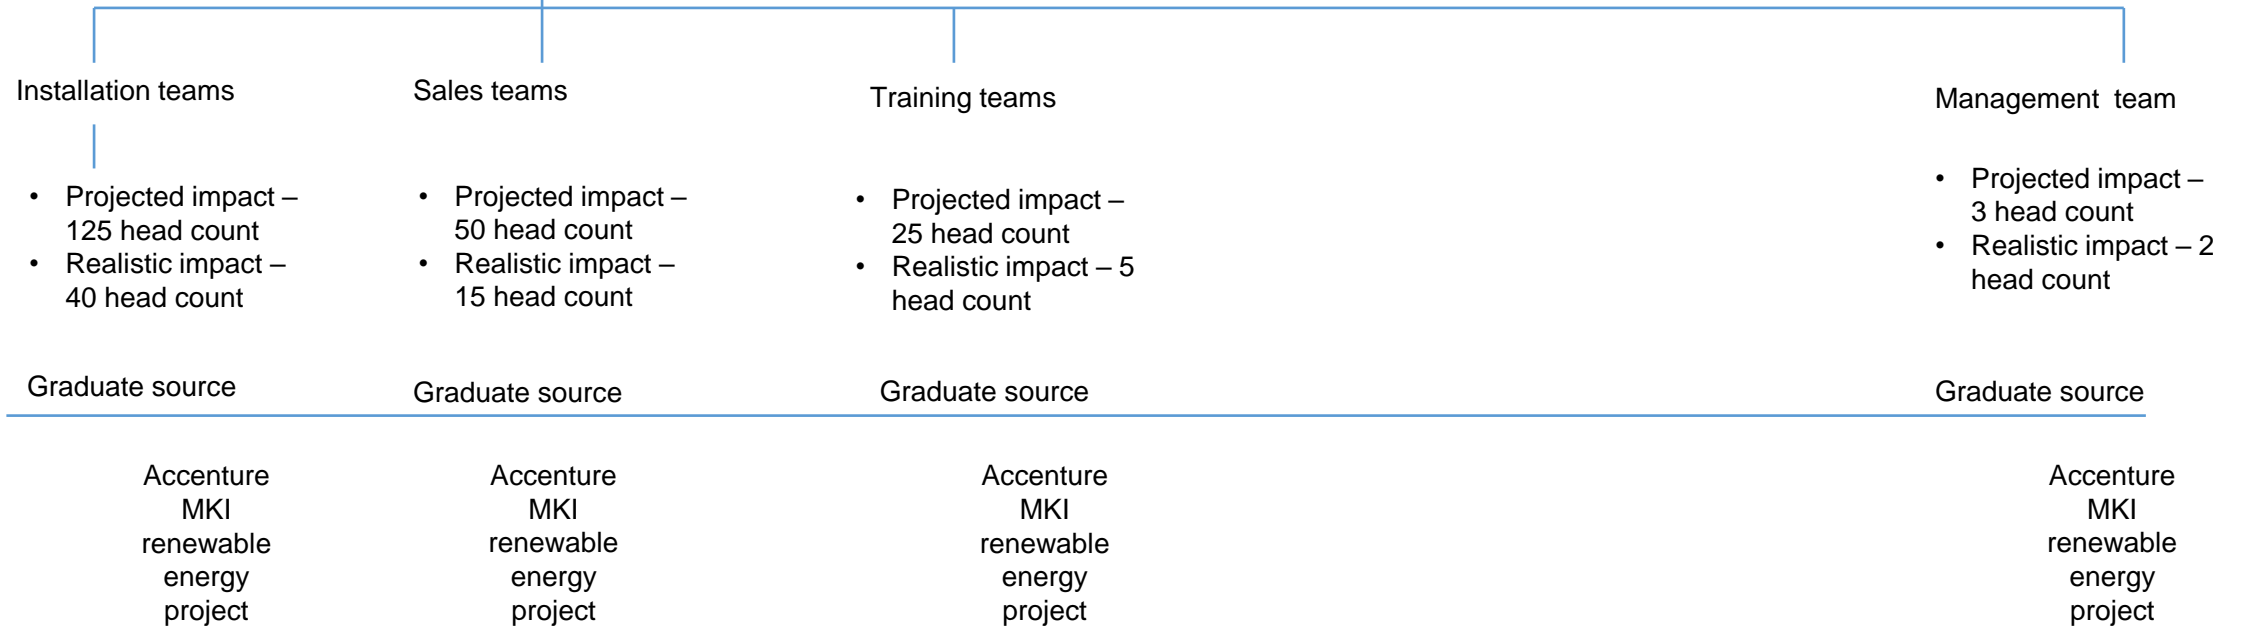 Installation teams
Projected impact –
125 head count
Realistic impact –
40 head count
Graduate source
Accenture
MKI
renewable
energy
project
Sales teams
Projected impact –
50 head count
Realistic impact –
15 head count
Graduate source
Accenture
MKI
renewable
energy
project
Training teams
Projected impact –
25 head count
Realistic impact – 5
head count
Graduate source
Accenture
MKI
renewable
energy
project
Management  team
Projected impact –
3 head count
Realistic impact – 2
head count
Graduate source
Accenture
MKI
renewable
energy
project